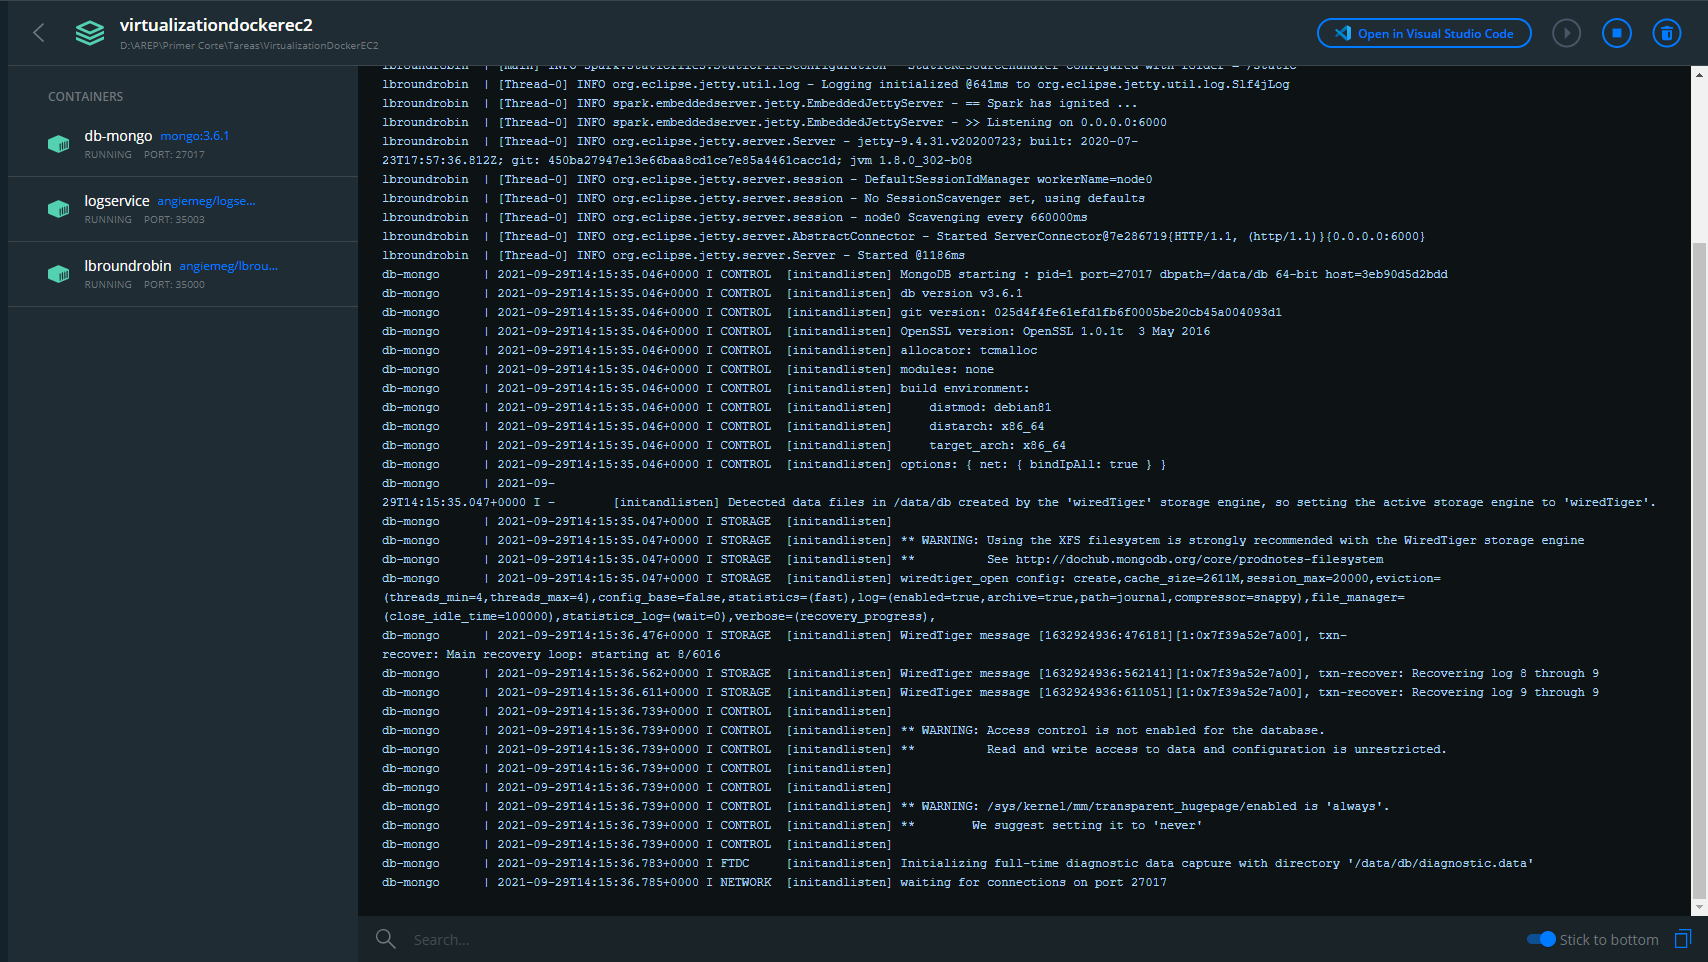 virtualizationdockerec2
D:\AREP\Primer Corte\Tareas\VirtualizationDockerEC2
Open in Visual Studio Code
CONTAINERS
db-mongo mongo:3.6.1
RUNNING PORT: 27017
logservice angiemeg/logse...
RUNNING PORT: 35003
lbroundrobin angiemeg/lbrou...
RUNNING PORT: 35000
lbroundrobin | [main] INFO spark.staticfiles.StaticFilesConfiguration - StaticResourceHandler configured with folder = /Static
lbroundrobin | [Thread-0] INFO org.eclipse.jetty.util.log - Logging initialized @641ms to org.eclipse.jetty.util.log.Slf4jLog
lbroundrobin | [Thread-0] INFO spark.embeddedserver.jetty.EmbeddedJettyServer - == Spark has ignited ...
lbroundrobin | [Thread-0] INFO spark.embeddedserver.jetty.EmbeddedJettyServer - >> Listening on 0.0.0.0:6000
lbroundrobin | [Thread-0] INFO org.eclipse.jetty.server.Server - jetty-9.4.31.v20200723; built: 2020-07-
23T17:57:36.812Z; git: 450ba27947e13e66baa8cd1ce7e85a4461cacc1d; jvm 1.8.0_302-b08
lbroundrobin | [Thread-0] INFO org.eclipse.jetty.server.session - DefaultSessionIdManager workerName=node0
lbroundrobin | [Thread-0] INFO org.eclipse.jetty.server.session - No SessionScavenger set, using defaults
lbroundrobin | [Thread-0] INFO org.eclipse.jetty.server.session - node0 Scavenging every 660000ms
lbroundrobin | [Thread-0] INFO org.eclipse.jetty.server.AbstractConnector - Started ServerConnector@7e286719{HTTP/1.1, (http/1.1)}{0.0.0.0:6000}
lbroundrobin | [Thread-0] INFO org.eclipse.jetty.server.Server - Started @1186ms
db-mongo | 2021-09-29T14:15:35.046+0000 I CONTROL [initandlisten] MongoDB starting : pid=1 port=27017 dbpath=/data/db 64-bit host=3eb90d5d2bdd
db-mongo | 2021-09-29T14:15:35.046+0000 I CONTROL [initandlisten] db version v3.6.1
db-mongo | 2021-09-29T14:15:35.046+0000 I CONTROL [initandlisten] git version: 025d4f4fe61efd1fb6f0005be20cb45a004093d1
db-mongo | 2021-09-29T14:15:35.046+0000 I CONTROL [initandlisten] OpenSSL version: OpenSSL 1.0.1t 3 May 2016
db-mongo | 2021-09-29T14:15:35.046+0000 I CONTROL [initandlisten] allocator: tcmalloc
db-mongo | 2021-09-29T14:15:35.046+0000 I CONTROL [initandlisten] modules: none
db-mongo | 2021-09-29T14:15:35.046+0000 I CONTROL [initandlisten] build environment:
db-mongo | 2021-09-29T14:15:35.046+0000 I CONTROL [initandlisten] distmod: debian81
db-mongo | 2021-09-29T14:15:35.046+0000 I CONTROL [initandlisten] distarch: x86_64
db-mongo | 2021-09-29T14:15:35.046+0000 I CONTROL [initandlisten] target_arch: x86_64
db-mongo | 2021-09-29T14:15:35.046+0000 I CONTROL [initandlisten] options: { net: { bindIpAll: true } }
db-mongo | 2021-09-
29T14:15:35.047+0000 I - [initandlisten] Detected data files in /data/db created by the 'wiredTiger' storage engine, so setting the active storage engine to 'wiredTiger'.
db-mongo | 2021-09-29T14:15:35.047+0000 I STORAGE [initandlisten]
db-mongo | 2021-09-29T14:15:35.047+0000 I STORAGE [initandlisten] ** WARNING: Using the XFS filesystem is strongly recommended with the WiredTiger storage engine
db-mongo | 2021-09-29T14:15:35.047+0000 I STORAGE [initandlisten] ** See http://dochub.mongodb.org/core/prodnotes-filesystem
db-mongo | 2021-09-29T14:15:35.047+0000 I STORAGE [initandlisten] wiredtiger_open config: create,cache_size=2611M,session_max=20000,eviction=
(threads_min=4,threads_max=4),config_base=false,statistics=(fast),log=(enabled=true,archive=true,path=journal,compressor=snappy),file_manager=
(close_idle_time=100000),statistics_log=(wait=0),verbose=(recovery_progress),
db-mongo | 2021-09-29T14:15:36.476+0000 I STORAGE [initandlisten] WiredTiger message [1632924936:476181][1:0x7f39a52e7a00], txn-
recover: Main recovery loop: starting at 8/6016
db-mongo | 2021-09-29T14:15:36.562+0000 I STORAGE [initandlisten] WiredTiger message [1632924936:562141][1:0x7f39a52e7a00], txn-recover: Recovering log 8 through 9
db-mongo | 2021-09-29T14:15:36.611+0000 I STORAGE [initandlisten] WiredTiger message [1632924936:611051][1:0x7f39a52e7a00], txn-recover: Recovering log 9 through 9
db-mongo | 2021-09-29T14:15:36.739+0000 I CONTROL [initandlisten]
db-mongo | 2021-09-29T14:15:36.739+0000 I CONTROL [initandlisten] ** WARNING: Access control is not enabled for the database.
db-mongo | 2021-09-29T14:15:36.739+0000 I CONTROL [initandlisten] ** Read and write access to data and configuration is unrestricted.
db-mongo | 2021-09-29T14:15:36.739+0000 I CONTROL [initandlisten]
db-mongo | 2021-09-29T14:15:36.739+0000 I CONTROL [initandlisten]
db-mongo | 2021-09-29T14:15:36.739+0000 I CONTROL [initandlisten] ** WARNING: /sys/kernel/mm/transparent_hugepage/enabled is 'always'.
db-mongo | 2021-09-29T14:15:36.739+0000 I CONTROL [initandlisten] ** We suggest setting it to 'never'
db-mongo | 2021-09-29T14:15:36.739+0000 I CONTROL [initandlisten]
db-mongo | 2021-09-29T14:15:36.783+0000 I FTDC [initandlisten] Initializing full-time diagnostic data capture with directory '/data/db/diagnostic.data'
db-mongo | 2021-09-29T14:15:36.785+0000 I NETWORK [initandlisten] waiting for connections on port 27017
Search...
Stick to bottom